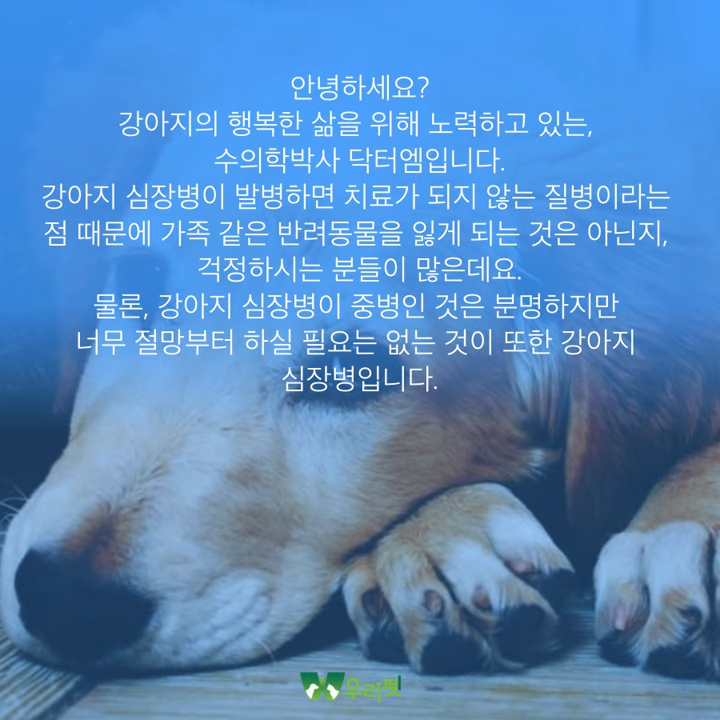 안녕하세요?
강아지의 행복한 삶을 위해 노력하고 있는,
수의학박사 닥터엠입니다.
강아지 심장병이 발병하면 치료가 되지 않는 질병이라는
점 때문에 가족 같은 반려동물을 잃게 되는 것은 아닌지,
걱정하시는 분들이 많은데요.
물론, 강아지 심장병이 중병인 것은 분명하지만
너무 절망부터 하실 필요는 없는 것이 또한 강아지
심장병입니다.
우리펫